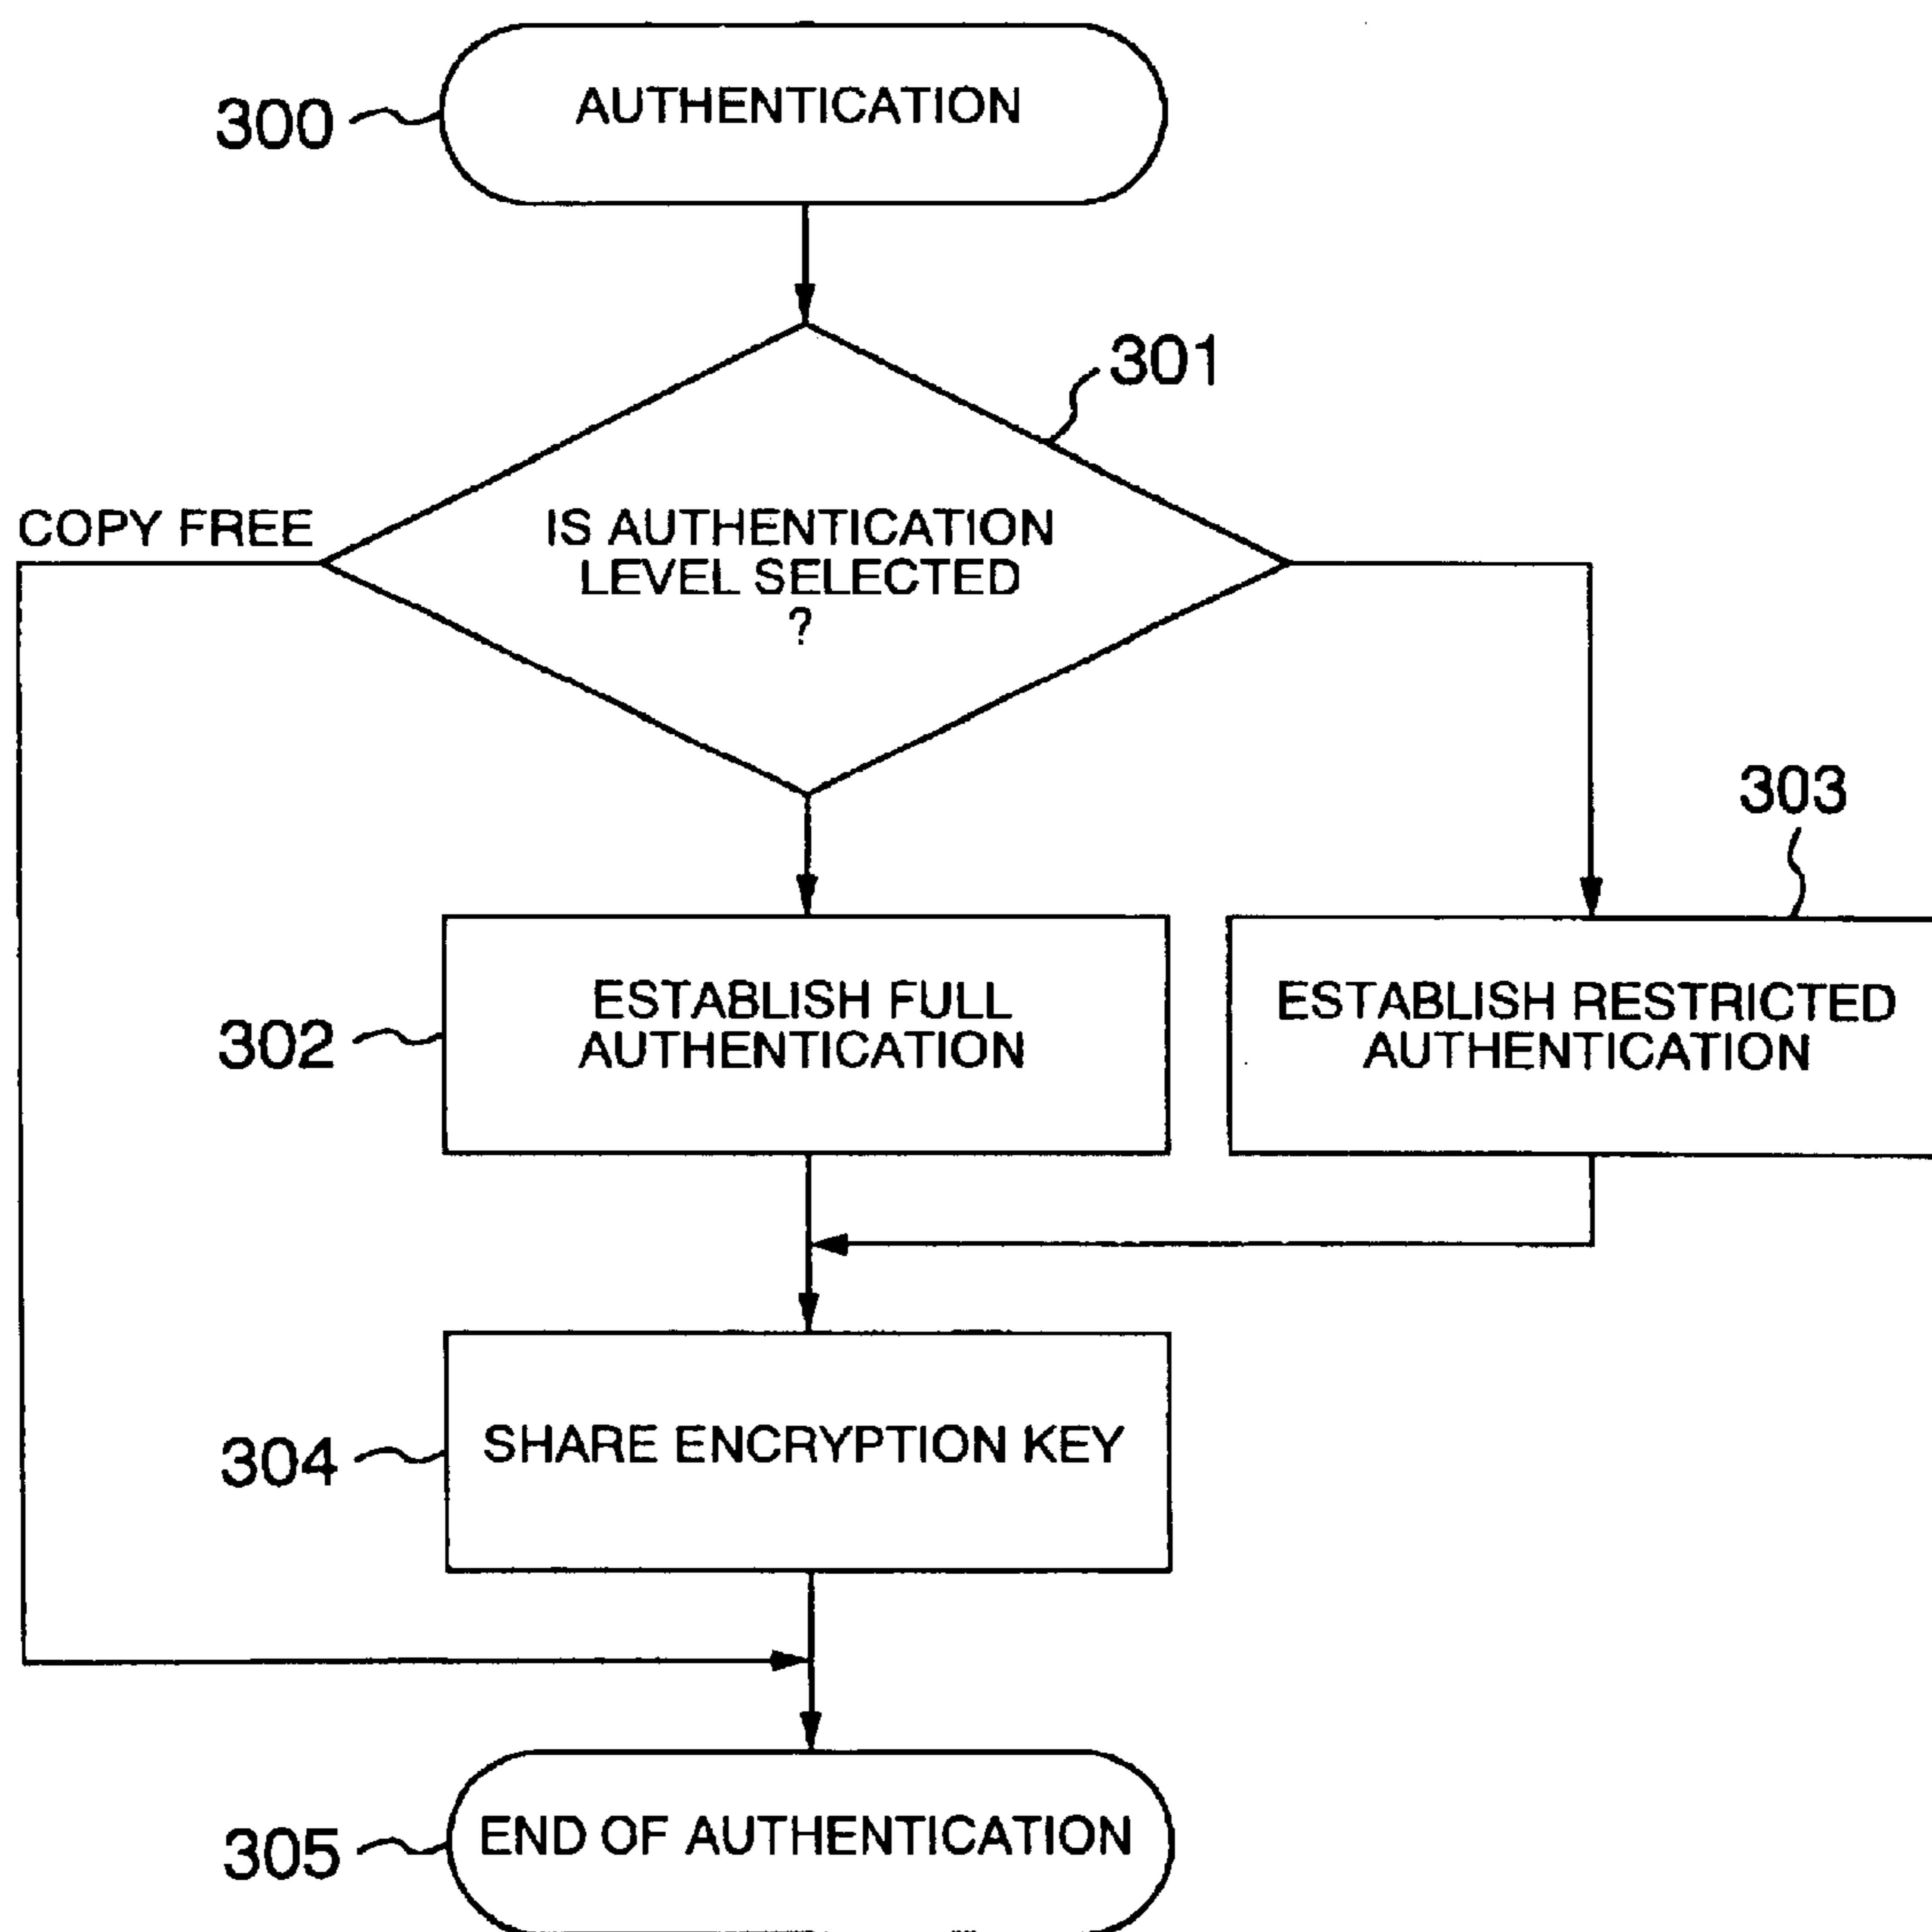 300
AUTHENTICATION
301
COPY FREE
IS AUTHENTICATION
LEVEL SELECTED
?
303
302
ESTABLISH FULL
AUTHENTICATION
ESTABLISH RESTRICTED
AUTHENTICATION
304
SHARE ENCRYPTION KEY
305
END OF AUTHENTICATION